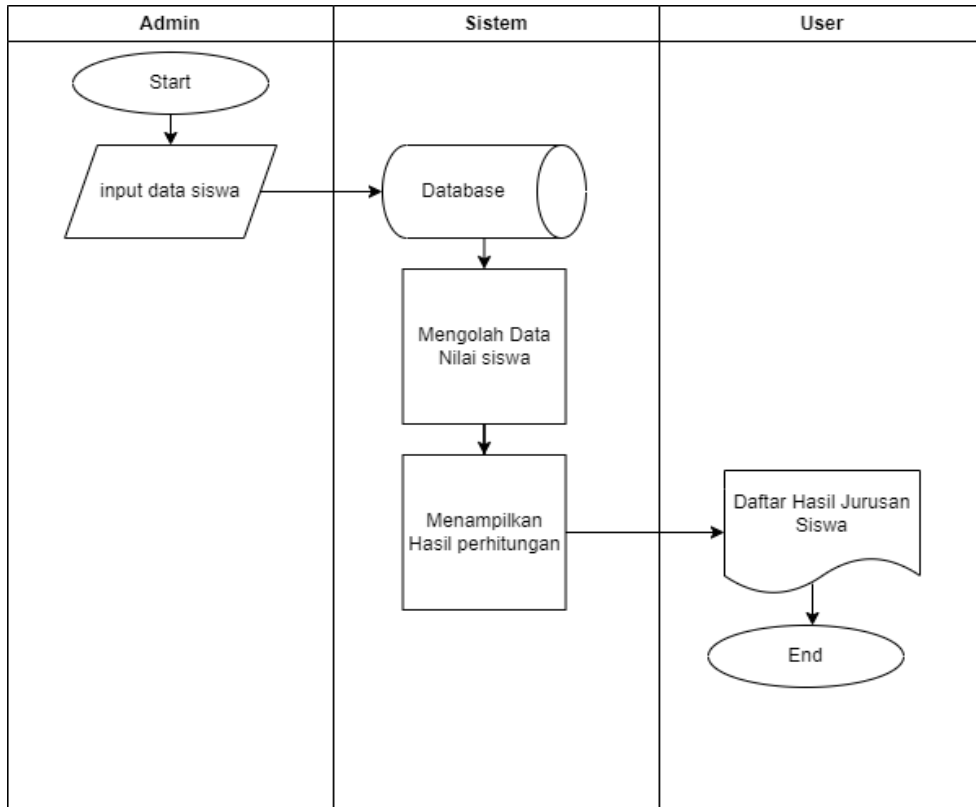 Admin
Sistem
User
Start
input data siswa
Database
Mengolah Data
Nilai siswa
Menampilkan
Hasil perhitungan
Daftar Hasil Jurusan
Siswa
End